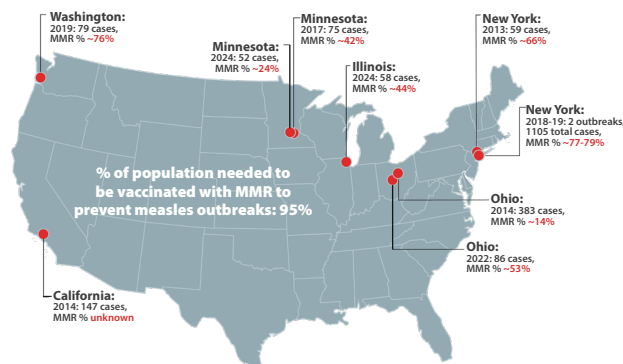 Washington:
2019: 79 cases,
MMR % ~76%
Minnesota:
2024: 52 cases,
MMR % ~24%
Minnesota:
2017: 75 cases,
MMR % ~42%
Illinois:
2024: 58 cases,
MMR % ~44%
New York:
2013: 59 cases,
MMR % ~66%
New York:
2018-19: 2 outbreaks,
1105 total cases,
MMR % ~77-79%
% of population needed to
be vaccinated with MMR to
prevent measles outbreaks: 95%
Ohio:
2014: 383 cases,
MMR % ~14%
Ohio:
2022: 86 cases,
MMR % ~53%
California:
2014: 147 cases,
MMR % unknown